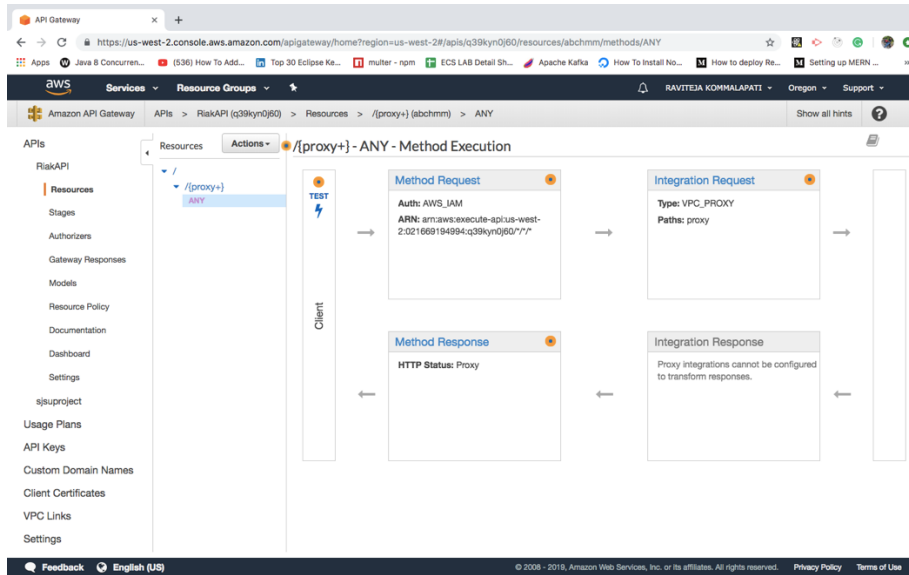 API Gateway
https://us-west-2.console.aws.amazon.com/apigateway/home?region=us-west-2#/apis/q39kyn0j60/resources/abchmm/methods/ANY
Apps Java 8 Concurren... (536) How To Add... Top 30 Eclipse Ke... multer - npm ECS LAB Detail Sh... Apache Kafka How To Install No... How to deploy Re... Setting up MERN ...
aws Services Resource Groups RAVITEJA KOMMALAPATI Oregon Support
Amazon API Gateway APIs > RiakAPI (q39kyn0j60) > Resources > /{proxy+} (abchmm) > ANY Show all hints
APIs
RiakAPI
Resources
Stages
Authorizers
Gateway Responses
Models
Resource Policy
Documentation
Dashboard
Settings
sjsuproject
Usage Plans
API Keys
Custom Domain Names
Client Certificates
VPC Links
Settings
Resources Actions
/
/{proxy+}
ANY
/{proxy+} - ANY - Method Execution
TEST
Client
Method Request
Auth: AWS_IAM
ARN: arn:aws:execute-api:us-west-
2:021669194994:q39kyn0j60/*/*/*
Integration Request
Type: VPC_PROXY
Paths: proxy
Method Response
HTTP Status: Proxy
Integration Response
Proxy integrations cannot be configured
to transform responses.
Feedback English (US) © 2008 - 2019, Amazon Web Services, Inc. or its affiliates. All rights reserved. Privacy Policy Terms of Use